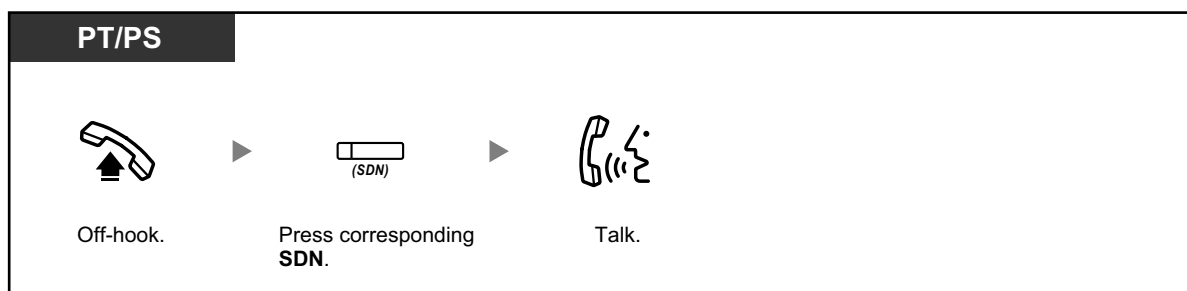 PT/PS
(SDN)
Off-hook.
Press corresponding
SDN.
Talk.